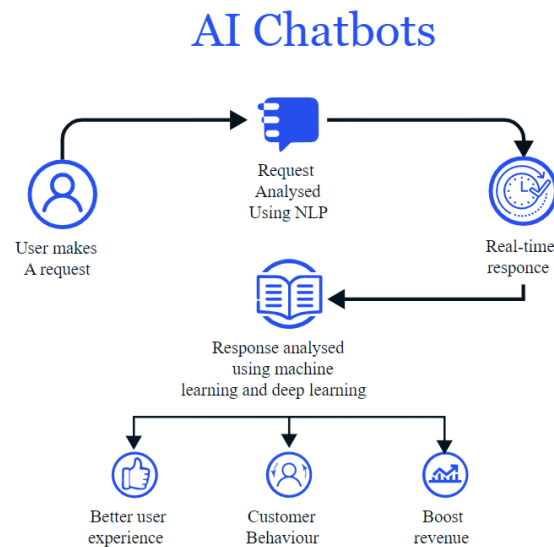 AI Chatbots
Request
Analysed
Using NLP
User makes
A request
Real-time
responce
Response analysed
using machine
learning and deep learning
Better user
experience
Customer
Behaviour
Boost
revenue